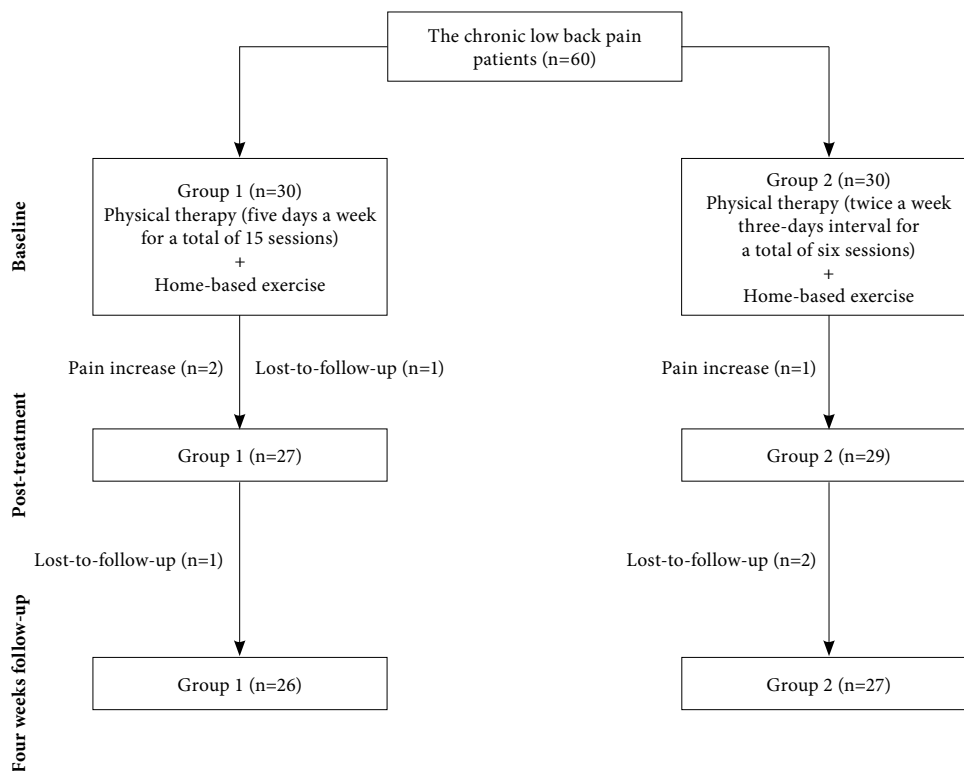 The chronic low back pain
patients (n=60)
Baseline
Group 1 (n=30)
Physical therapy (five days a week
for a total of 15 sessions)
+
Home-based exercise
Group 2 (n=30)
Physical therapy (twice a week
three-days interval for
a total of six sessions)
+
Home-based exercise
Pain increase (n=2)
Lost-to-follow-up (n=1)
Pain increase (n=1)
Post-treatment
Group 1 (n=27)
Group 2 (n=29)
Lost-to-follow-up (n=1)
Lost-to-follow-up (n=2)
Four weeks follow-up
Group 1 (n=26)
Group 2 (n=27)